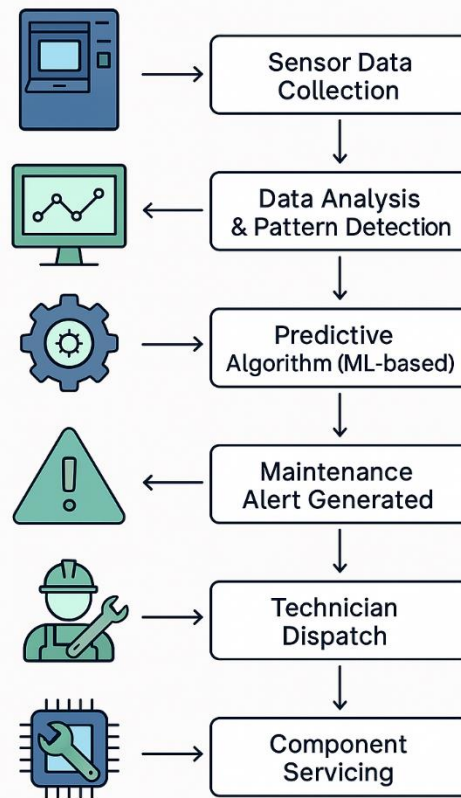 Sensor Data
Collection
Data Analysis
& Pattern Detection
Predictive
Algorithm (ML-based)
Maintenance
Alert Generated
Technician
Dispatch
Component
Servicing